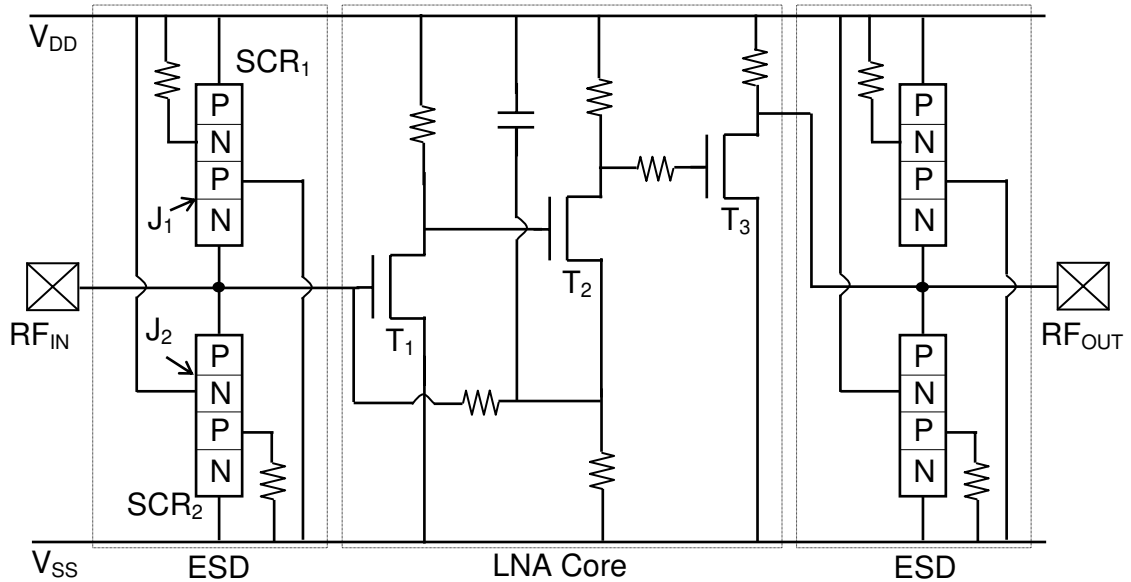 V_DD
SCR_1
P
N
P
N
J_1
RF_IN
J_2
P
N
P
N
SCR_2
V_SS
ESD
T_1
T_2
T_3
LNA Core
P
N
P
N
RF_OUT
P
N
P
N
ESD